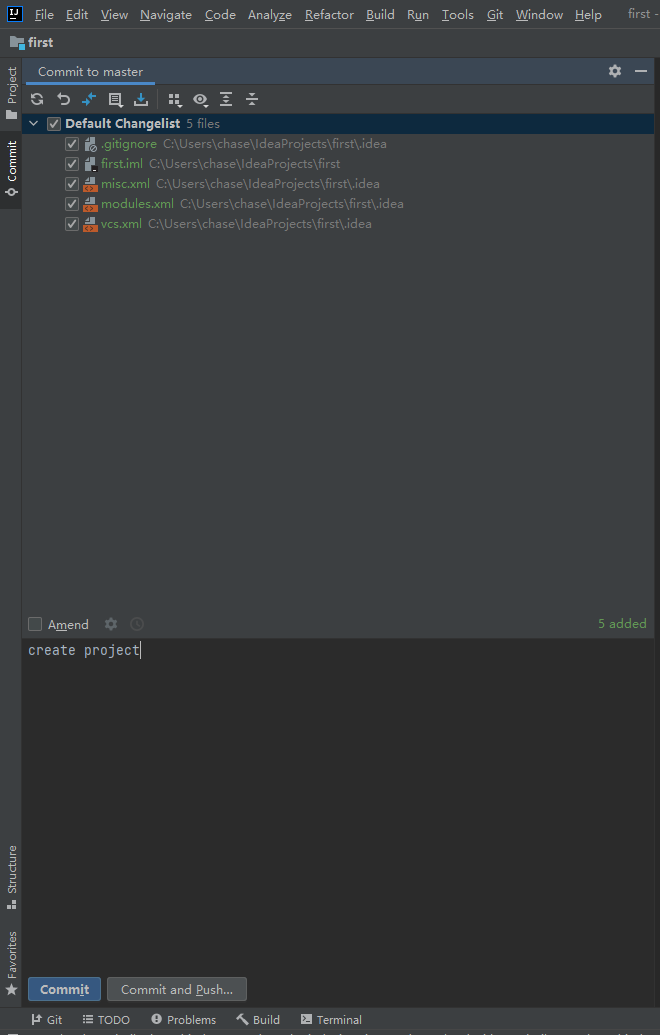 File Edit View Navigate Code Analyze Refactor Build Run Tools Git Window Help first -
first
Project
Commit
Commit to master
Default Changelist 5 files
.gitignore C:\Users\chase\IdeaProjects\first\.idea
first.iml C:\Users\chase\IdeaProjects\first
misc.xml C:\Users\chase\IdeaProjects\first\.idea
modules.xml C:\Users\chase\IdeaProjects\first\.idea
vcs.xml C:\Users\chase\IdeaProjects\first\.idea
Amend 5 added
create project
Structure
Favorites
Commit Commit and Push...
Git TODO Problems Build Terminal